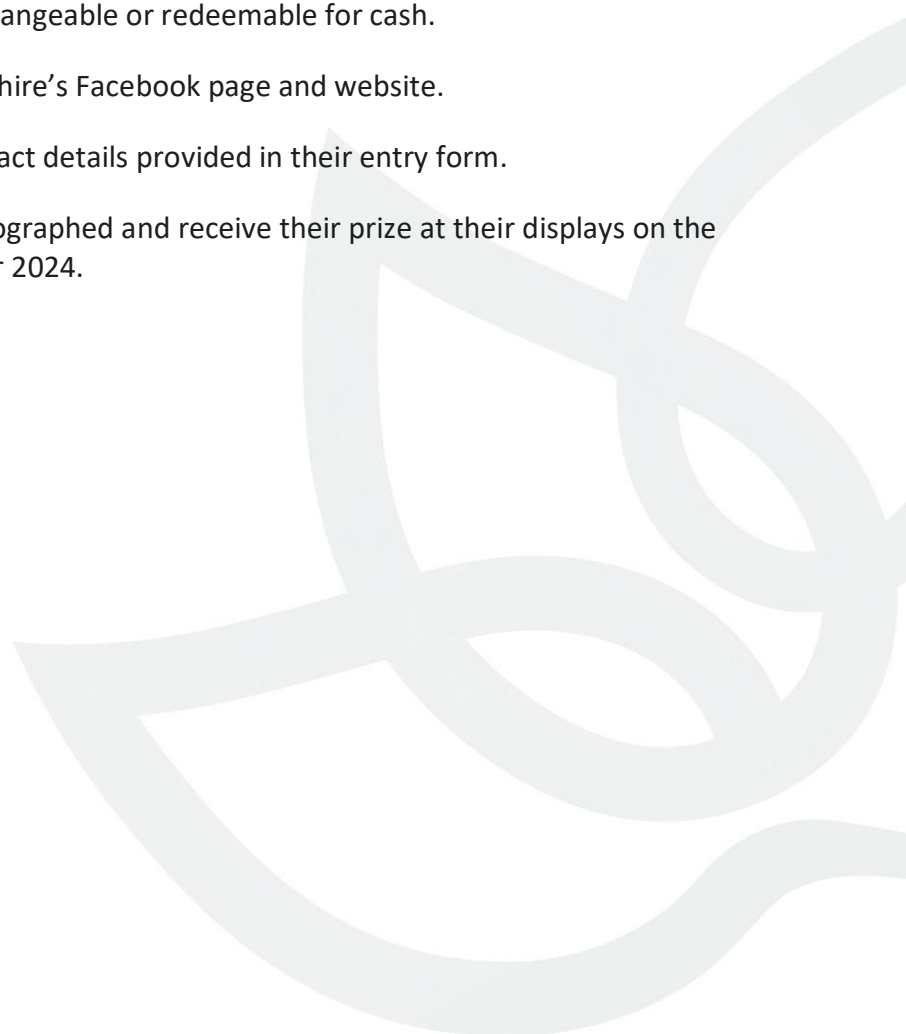 angeable or redeemable for cash.
hire’s Facebook page and website.
act details provided in their entry form.
ographed and receive their prize at their displays on the
2024.